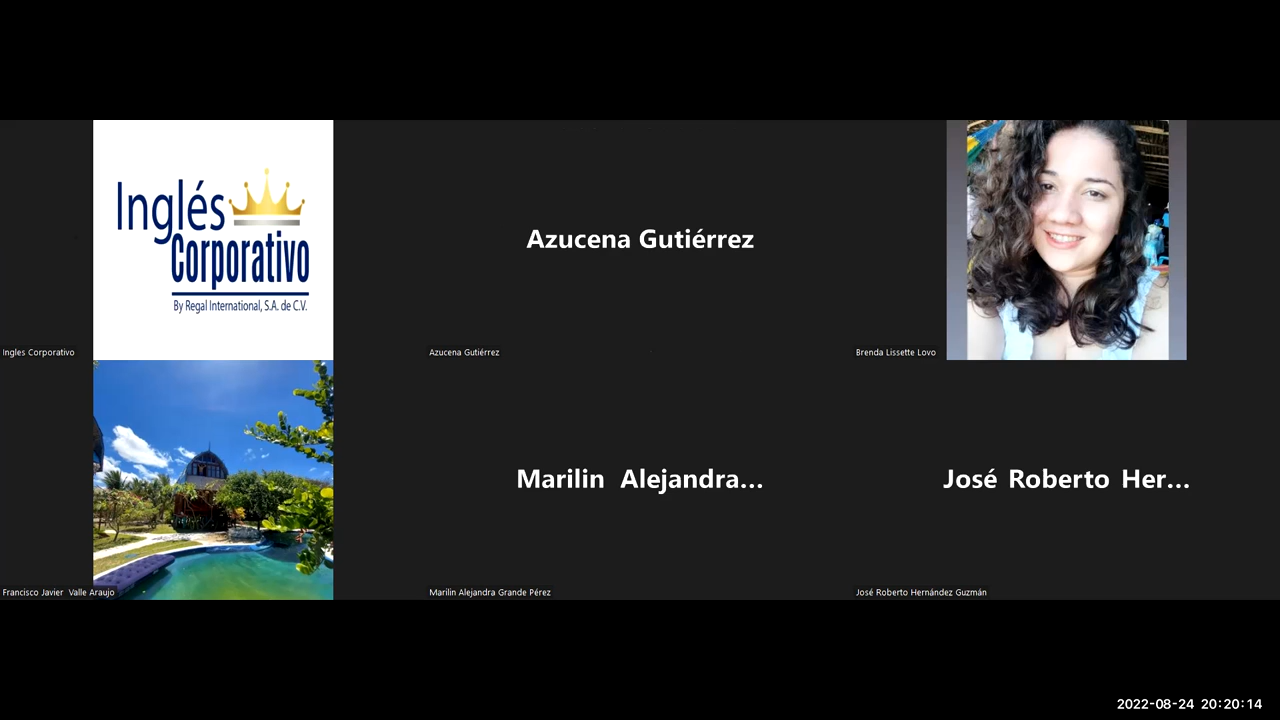 Inglés
Corporativo
By Regal International, S.A. de C.V.
Ingles Corporativo
Azucena Gutiérrez
Azucena Gutiérrez
Brenda Lissette Lovo
Francisco Javier Valle Araujo
Marilin Alejandra...
Marilin Alejandra Grande Pérez
José Roberto Her...
José Roberto Hernández Guzmán
2022-08-24 20:20:14